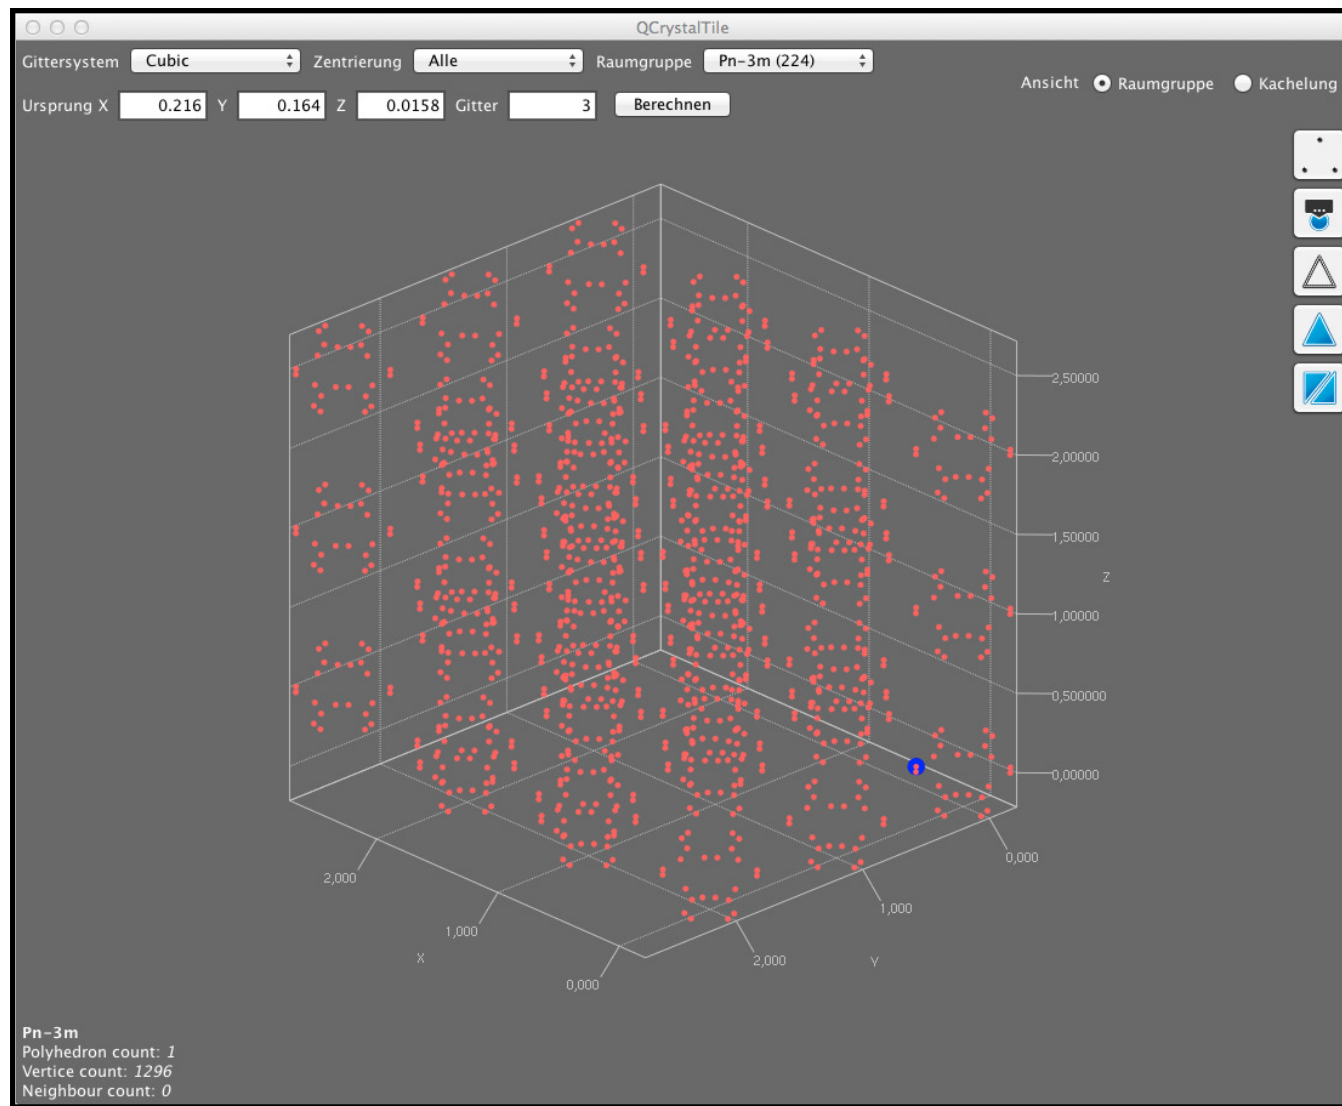 QCrystalTile
Gittersystem Cubic Zentrierung Alle Raumgruppe Pn-3m (224)
Ansicht Raumgruppe Kachelung
Ursprung X 0.216 Y 0.164 Z 0.0158 Gitter 3 Berechnen
2,50000
2,00000
1,50000
Z
1,00000
0,500000
0,00000
0,000
2,000
1,000
1,000
X
2,000
Y
0,000
Pn-3m
Polyhedron count: 1
Vertice count: 1296
Neighbour count: 0